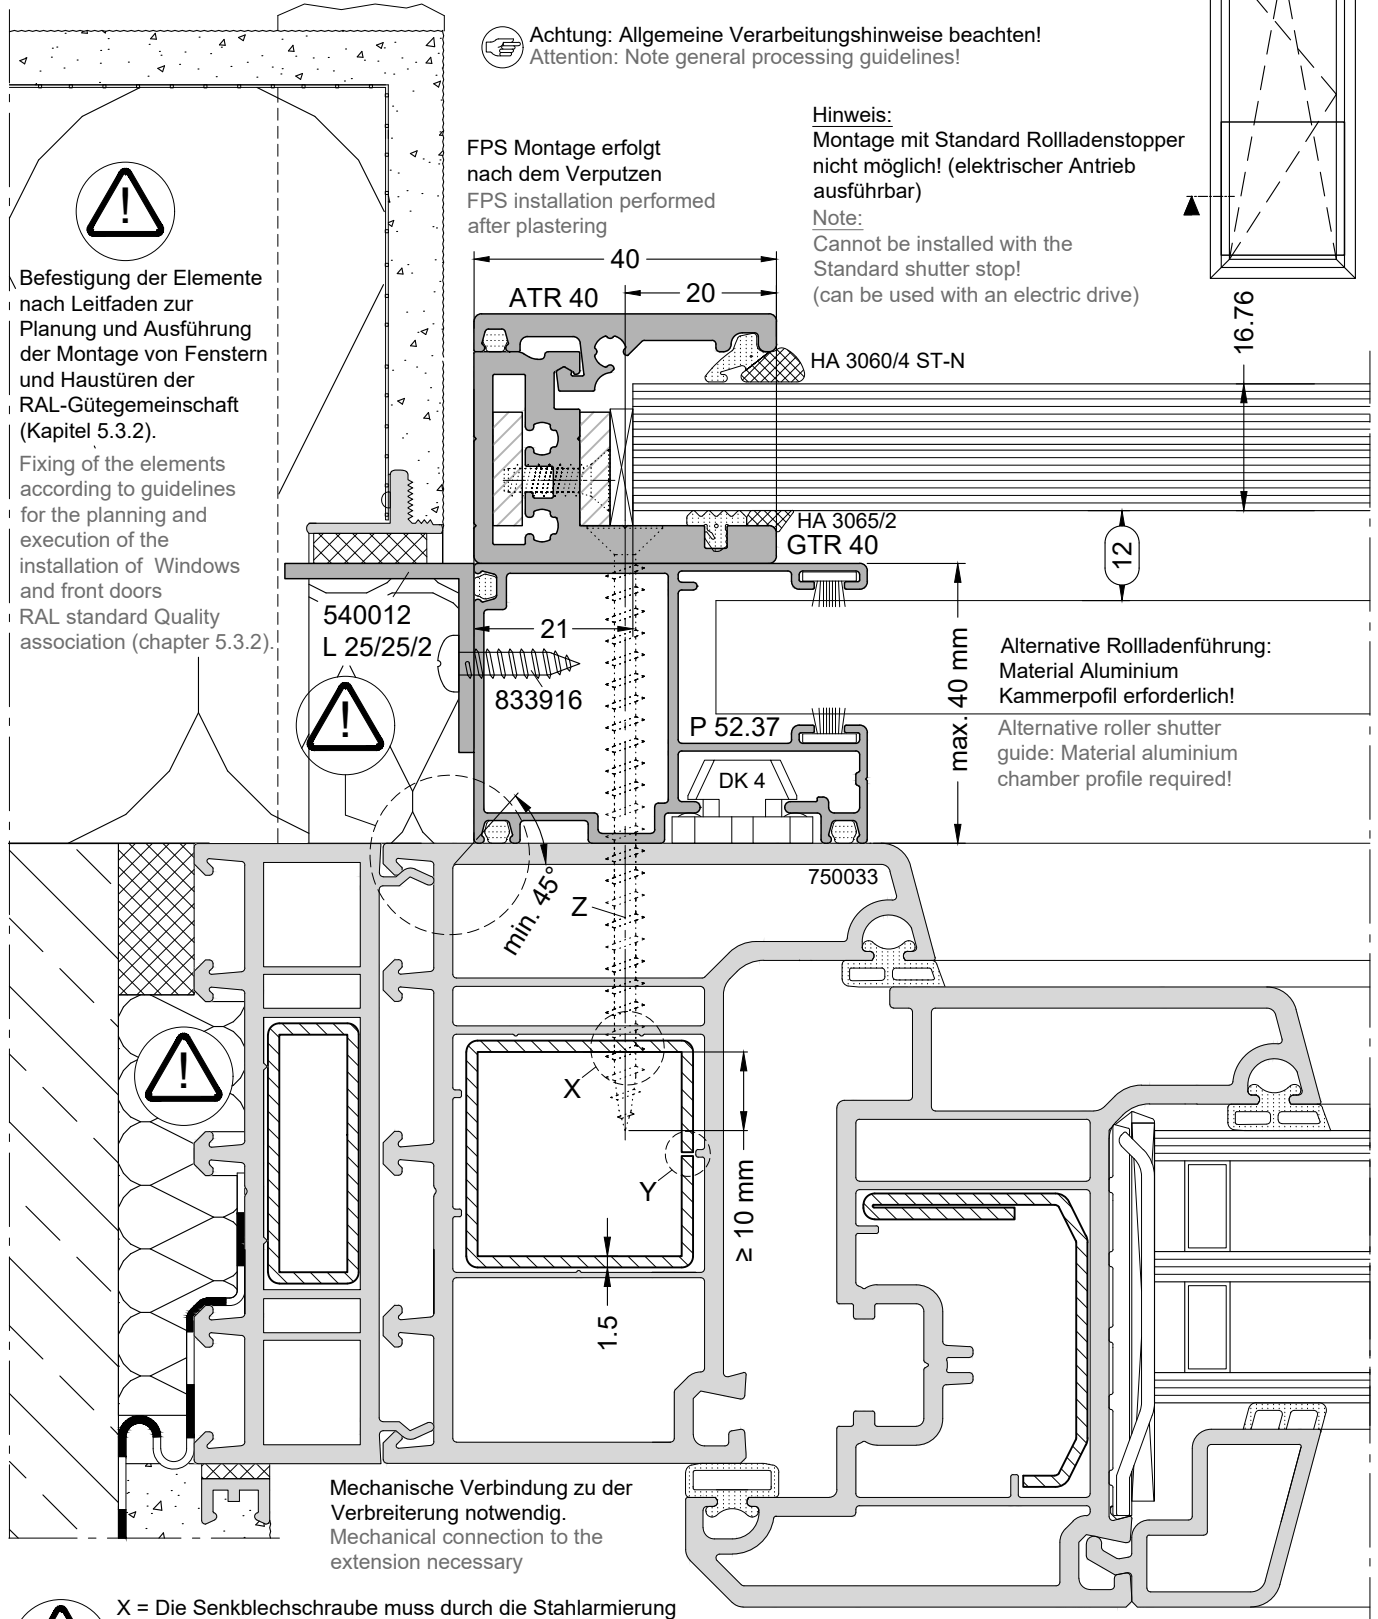 Achtung: Allgemeine Verarbeitungshinweise beachten!
Attention: Note general processing guidelines!
Hinweis:
Montage mit Standard Rollladenstopper
nicht möglich! (elektrischer Antrieb
ausführbar)
Note:
Cannot be installed with the
Standard shutter stop!
(can be used with an electric drive)
FPS Montage erfolgt
nach dem Verputzen
FPS installation performed
after plastering
!
Befestigung der Elemente
nach Leitfaden zur
Planung und Ausführung
der Montage von Fenstern
und Haustüren der
RAL-Gütegemeinschaft
(Kapitel 5.3.2).
Fixing of the elements
according to guidelines
for the planning and
execution of the
installation of Windows
and front doors
RAL standard Quality
association (chapter 5.3.2).
40
20
ATR 40
16.76
HA 3060/4 ST-N
HA 3065/2
GTR 40
12
540012
L 25/25/2
21
833916
!
P 52.37
DK 4
max. 40 mm
Alternative Rollladenführung:
Material Aluminium
Kammerpofil erforderlich!
Alternative roller shutter
guide: Material aluminium
chamber profile required!
750033
min. 45°
Z
!
X
Y
≥ 10 mm
1.5
Mechanische Verbindung zu der
Verbreiterung notwendig.
Mechanical connection to the
extension necessary
X = Die Senkblechschraube muss durch die Stahlarmierung